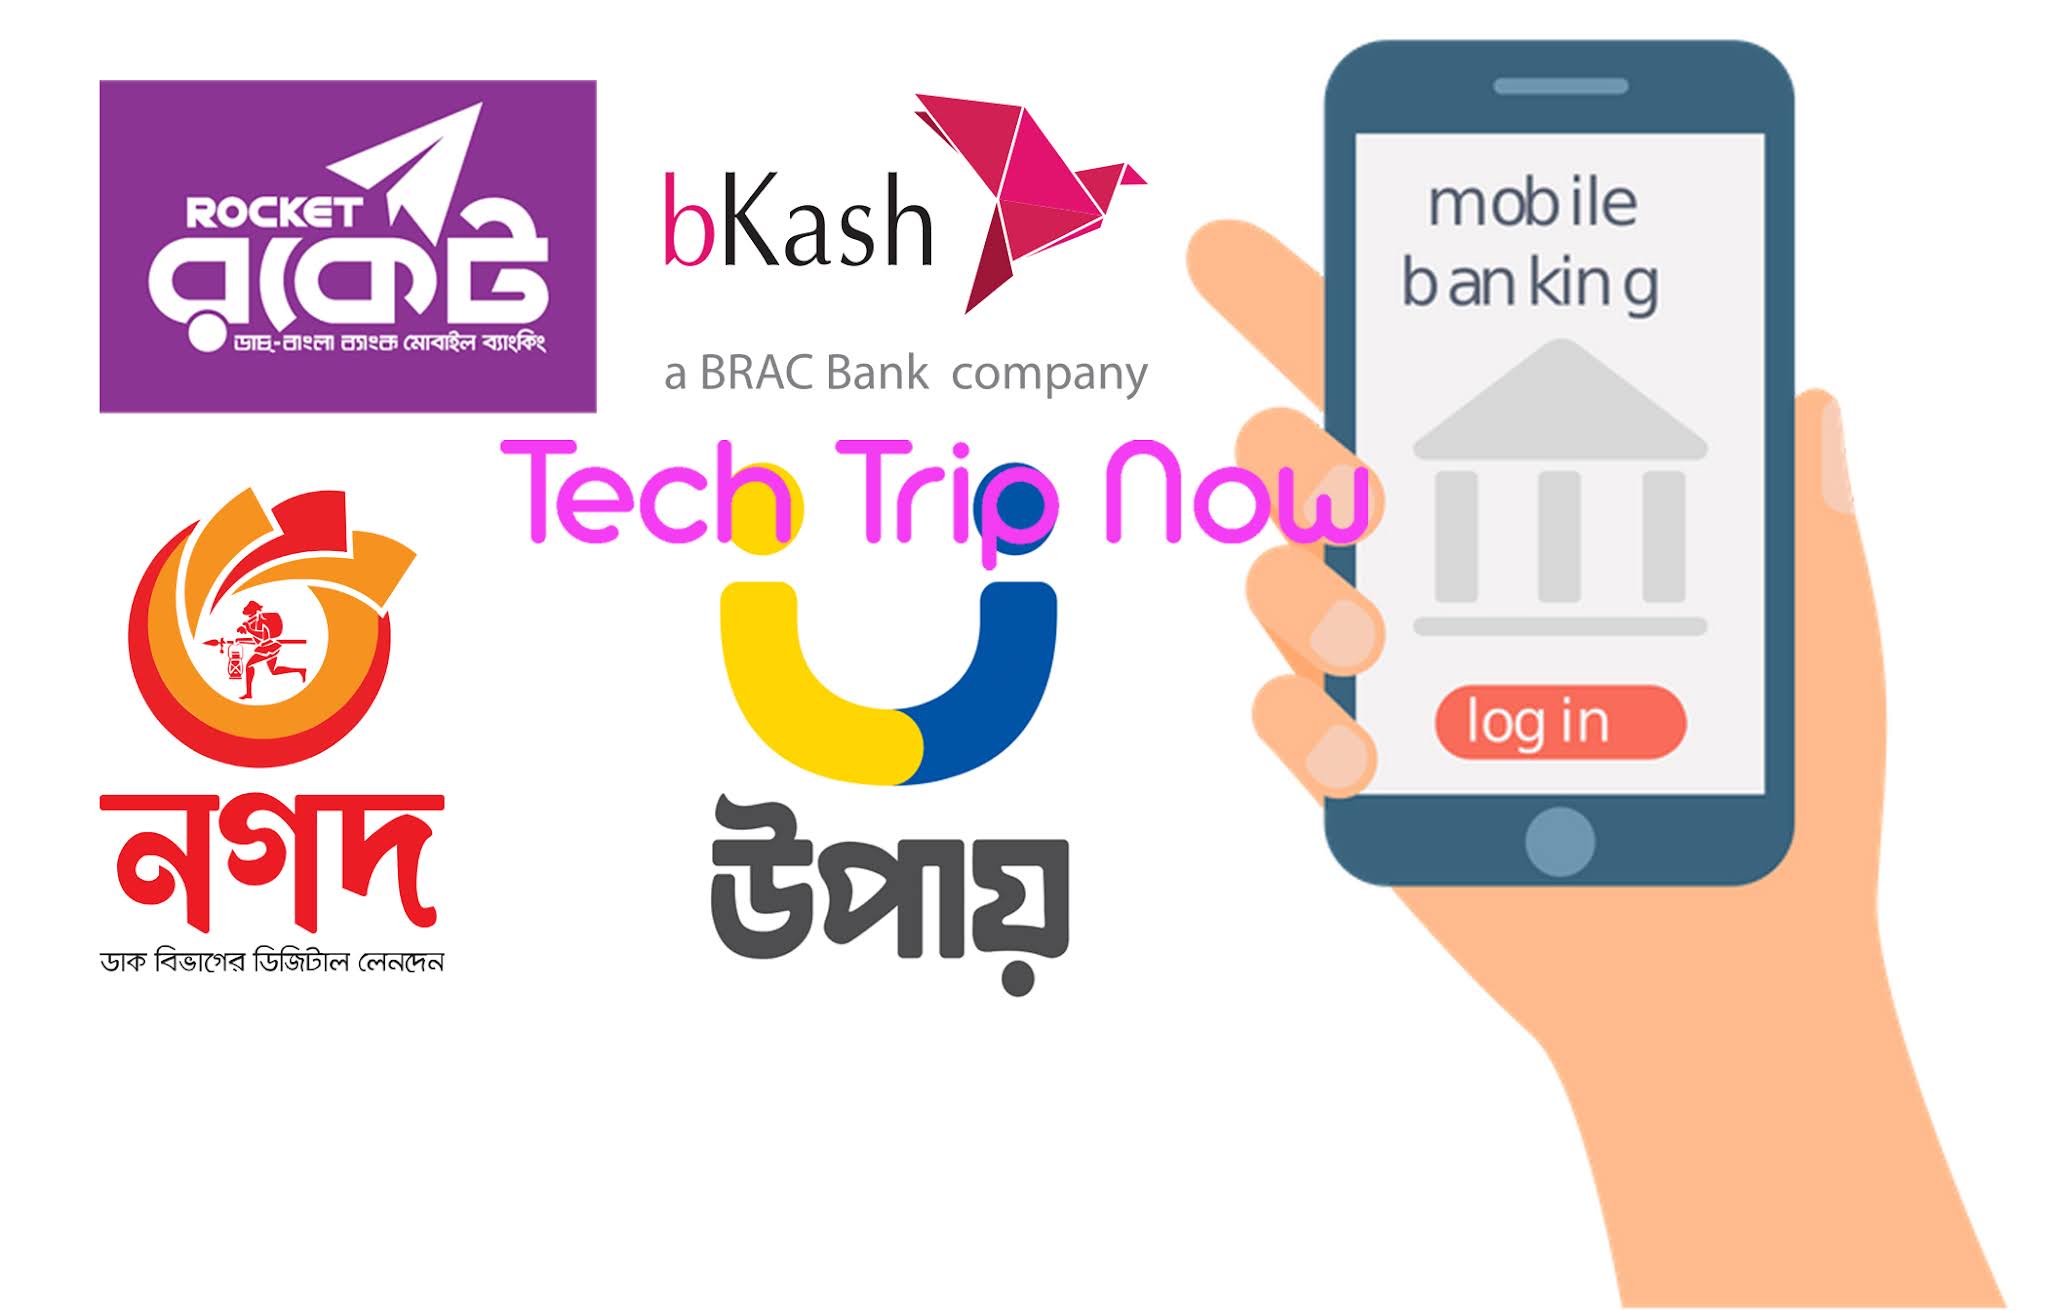 ROCKET
রকেট
ডাচ্-বাংলা ব্যাংক মোবাইল ব্যাংকিং
bKash
a BRAC Bank company
Tech Trip Now
নগদ
ডাক বিভাগের ডিজিটাল লেনদেন
উপায়
mobile
banking
log in